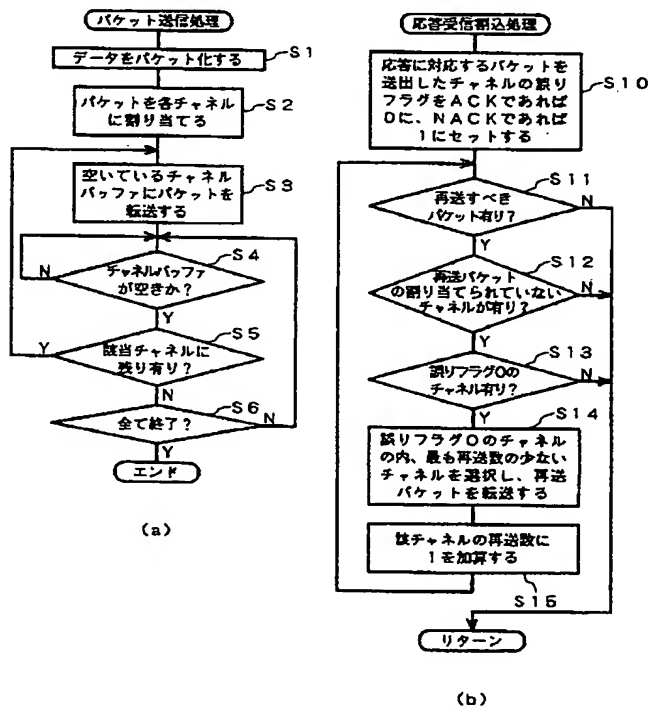 パケット送信処理
データをパケット化する
S1
パケットを各チャネル
に割り当てる
S2
空いているチャネル
バッファにパケットを
転送する
S3
S4
チャネルバッファ
が空きか？
N
Y
S5
該当チャネルに
残り有り？
Y
N
S6
全て終了？
N
Y
エンド
(a)
応答受信割込処理
応答に対応するパケットを
送出したチャネルの誤り
フラグをACKであれば
0に、NACKであれば
1にセットする
S10
S11
再送すべき
パケット有り？
N
Y
S12
再送パケット
の割り当てられていない
チャネルが有り？
N
Y
S13
誤りフラグ0の
チャネル有り？
N
Y
S14
誤りフラグ0のチャネル
の内、最も再送数の少ない
チャネルを選択し、再送
パケットを転送する
該チャネルの再送数に
1を加算する
S15
リターン
(b)